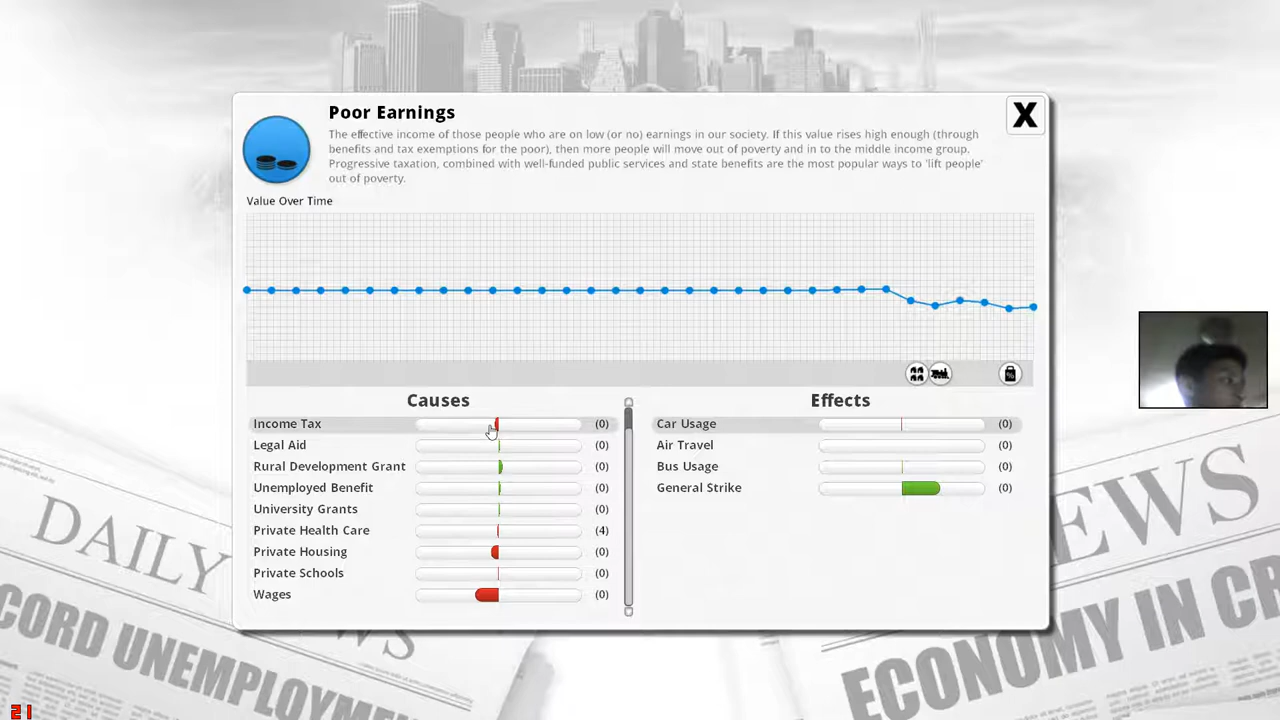 Poor Earnings
X
The effective income of those people who are on low (or no) earnings in our society. If this value rises high enough (through
benefits and tax exemptions for the poor), then more people will move out of poverty and in to the middle income group.
Progressive taxation, combined with well-funded public services and state benefits are the most popular ways to 'lift people'
out of poverty.
Value Over Time
Causes
Effects
Income Tax (0)
Legal Aid (0)
Rural Development Grant (0)
Unemployed Benefit (0)
University Grants (0)
Private Health Care (4)
Private Housing (0)
Private Schools (0)
Wages (0)
Car Usage (0)
Air Travel (0)
Bus Usage (0)
General Strike (0)
DAILY
NEWS
CORD UNEMPLOYMEN
EWS
ECONOMY IN CR
21